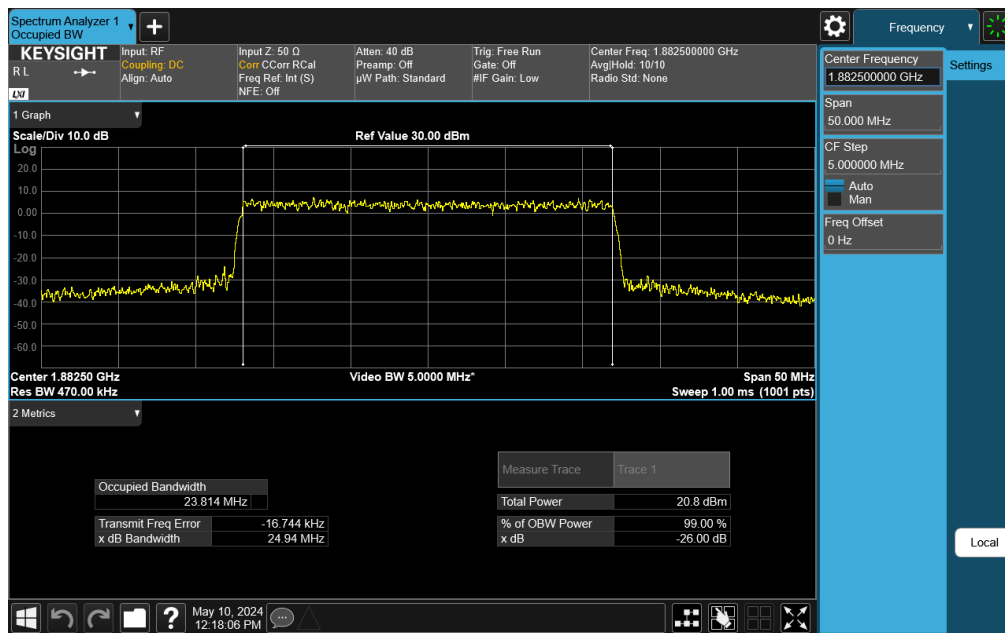 Spectrum Analyzer 1
Occupied BW
+
Frequency
KEYSIGHT
R L
LXI
Input: RF
Coupling: DC
Align: Auto
Input Z: 50 Ω
Corr CCorr RCal
Freq Ref: Int (S)
NFE: Off
Atten: 40 dB
Preamp: Off
µW Path: Standard
Trig: Free Run
Gate: Off
#IF Gain: Low
Center Freq: 1.882500000 GHz
Avg|Hold: 10/10
Radio Std: None
Center Frequency
1.882500000 GHz
Settings
Span
50.000 MHz
CF Step
5.000000 MHz
Auto
Man
Freq Offset
0 Hz
1 Graph
Scale/Div 10.0 dB
Ref Value 30.00 dBm
Log
20.0
10.0
0.00
-10.0
-20.0
-30.0
-40.0
-50.0
-60.0
Center 1.88250 GHz
Video BW 5.0000 MHz*
Span 50 MHz
Res BW 470.00 kHz
Sweep 1.00 ms (1001 pts)
2 Metrics
Measure Trace
Trace 1
Occupied Bandwidth
23.814 MHz
Total Power
20.8 dBm
Transmit Freq Error
-16.744 kHz
% of OBW Power
99.00 %
x dB Bandwidth
24.94 MHz
x dB
-26.00 dB
Local
?
May 10, 2024
12:18:06 PM